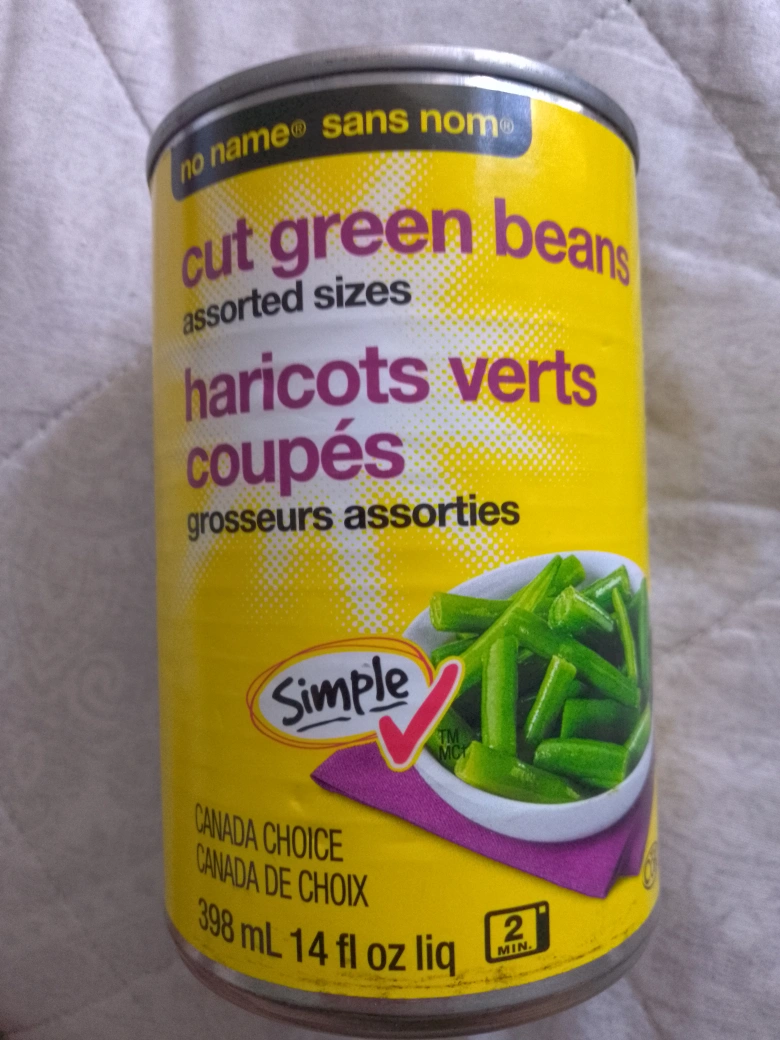 no name® sans nom®
cut green beans
assorted sizes
haricots verts
coupés
grosseurs assorties
Simple
TM
MC†
CANADA CHOICE
CANADA DE CHOIX
398 mL 14 fl oz liq
2
MIN.